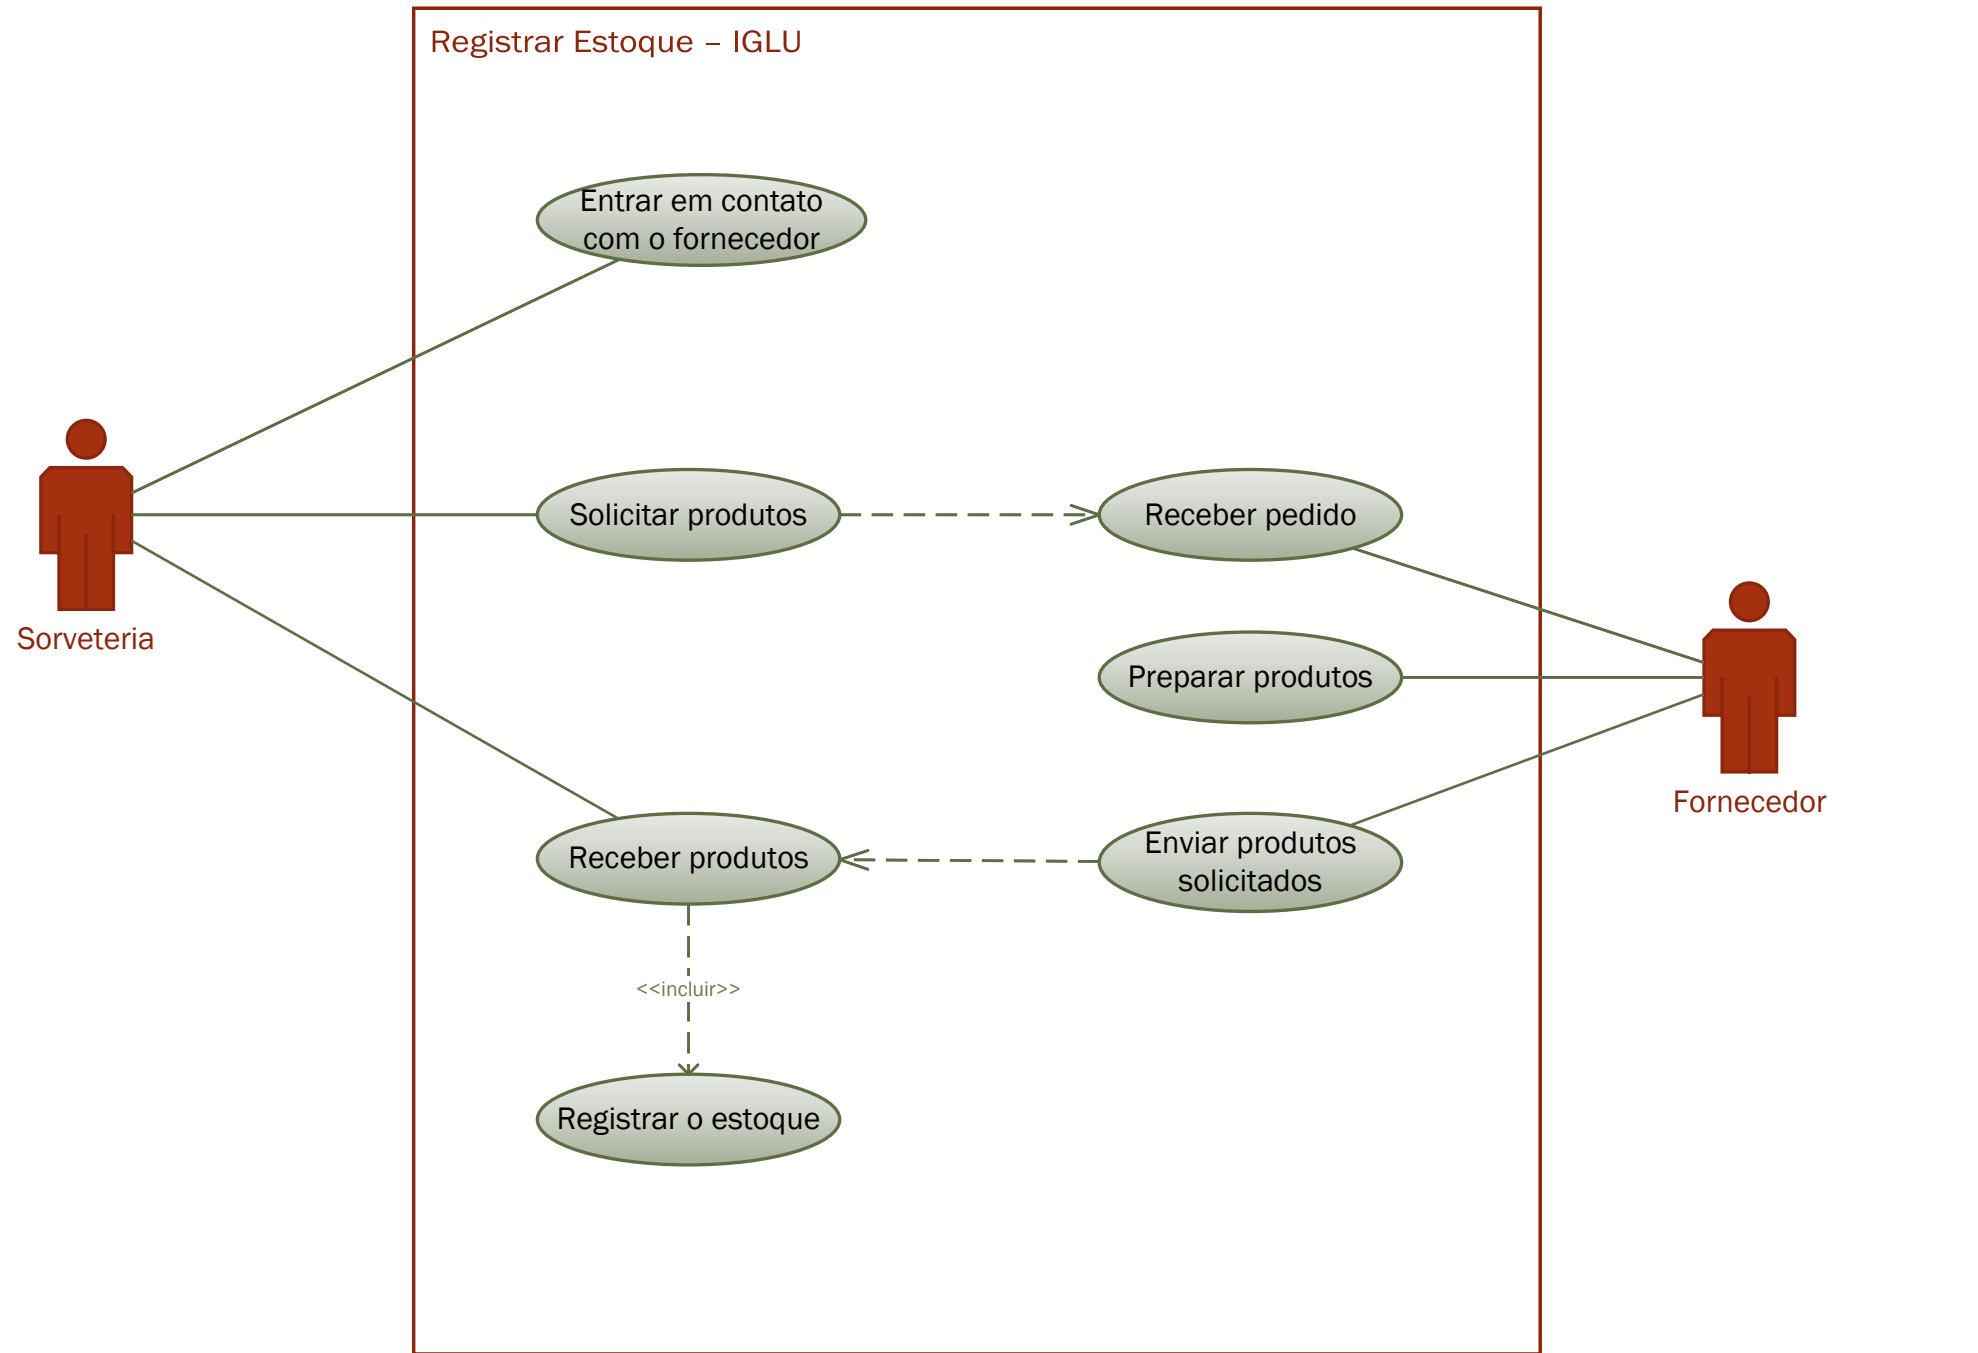 Registrar Estoque – IGLU
Entrar em contato
com o fornecedor
Solicitar produtos
Receber pedido
Sorveteria
Preparar produtos
Fornecedor
Receber produtos
Enviar produtos
solicitados
<<incluir>>
Registrar o estoque